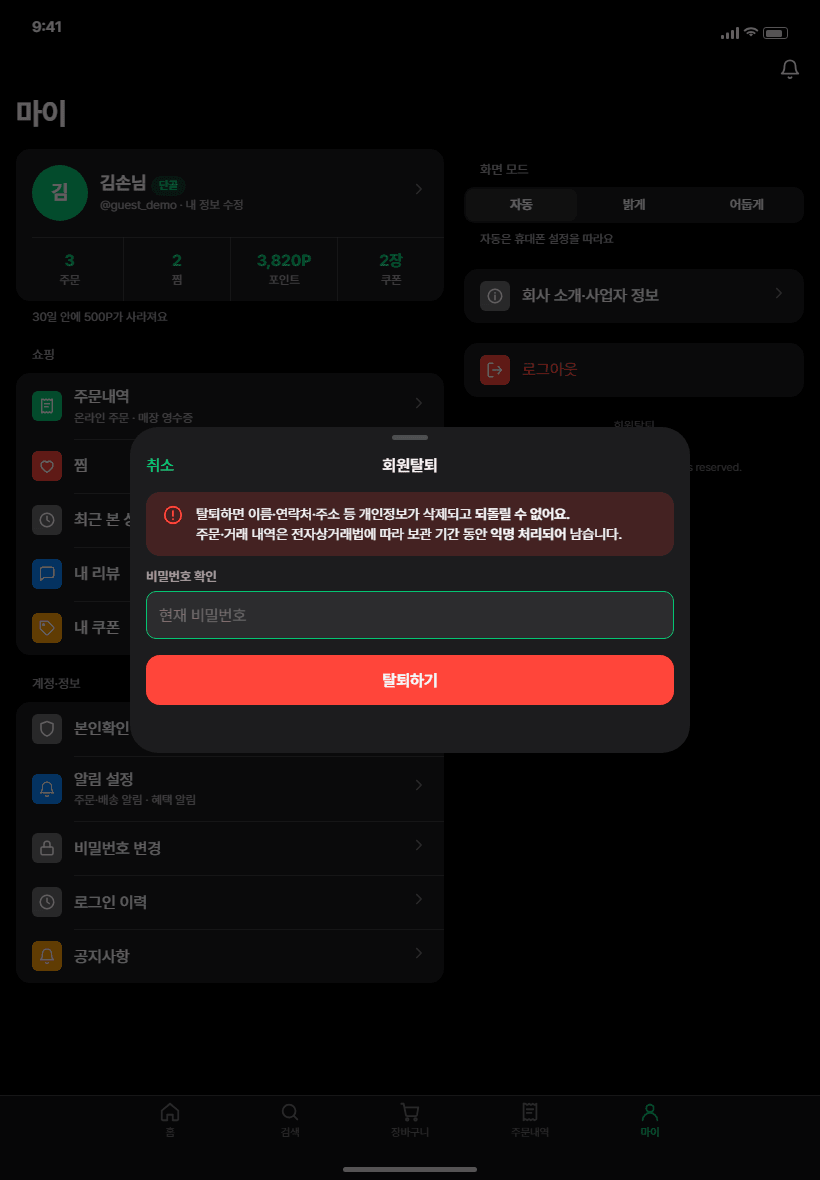 9:41
마이
김
김손님 단골
@guest_demo · 내 정보 수정
3
주문
2
찜
3,820P
포인트
2장
쿠폰
30일 안에 500P가 사라져요
쇼핑
주문내역
온라인 주문 · 매장 영수증
찜
최근 본
내 리뷰
내 쿠폰
계정·정보
본인확인
알림 설정
주문·배송 알림 · 혜택 알림
비밀번호 변경
로그인 이력
공지사항
화면 모드
자동
밝게
어둡게
자동은 휴대폰 설정을 따라요
회사 소개·사업자 정보
로그아웃
회원탈퇴
s reserved.
취소
회원탈퇴
탈퇴하면 이름·연락처·주소 등 개인정보가 삭제되고 되돌릴 수 없어요.
주문·거래 내역은 전자상거래법에 따라 보관 기간 동안 익명 처리되어 남습니다.
비밀번호 확인
현재 비밀번호
탈퇴하기
홈
검색
장바구니
주문내역
마이